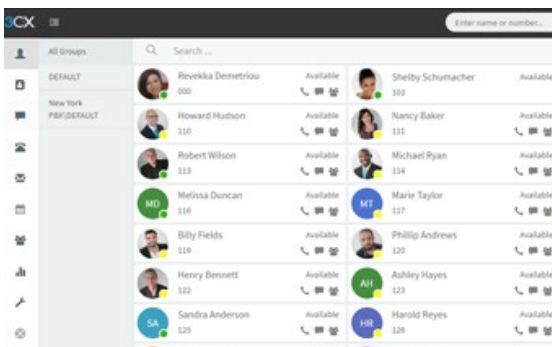 3CX
Enter name or number...
All Groups
DEFAULT
New York
PBX\DEFAULT
Search ...
Revekka Demetriou Available
000
Shelby Schumacher Available
103
Howard Hudson Available
110
Nancy Baker Available
111
Robert Wilson Available
113
Michael Ryan Available
114
MD Melissa Duncan Available
116
MT Marie Taylor Available
117
Billy Fields Available
119
Phillip Andrews Available
120
Henry Bennett Available
122
AH Ashley Hayes Available
123
SA Sandra Anderson Available
125
HR Harold Reyes Available
126